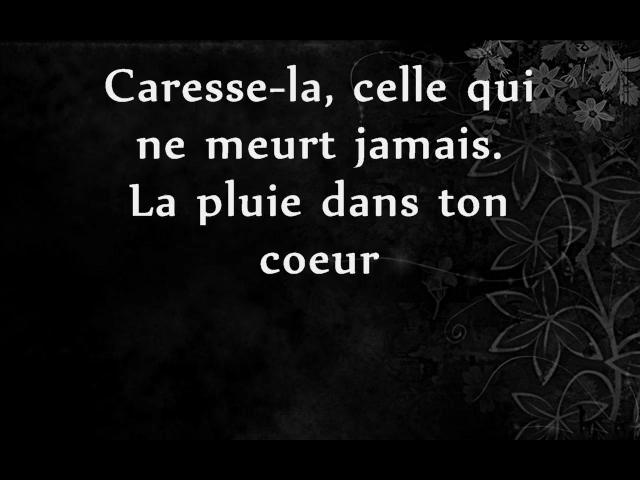 Caresse-la, celle qui
ne meurt jamais.
La pluie dans ton
coeur